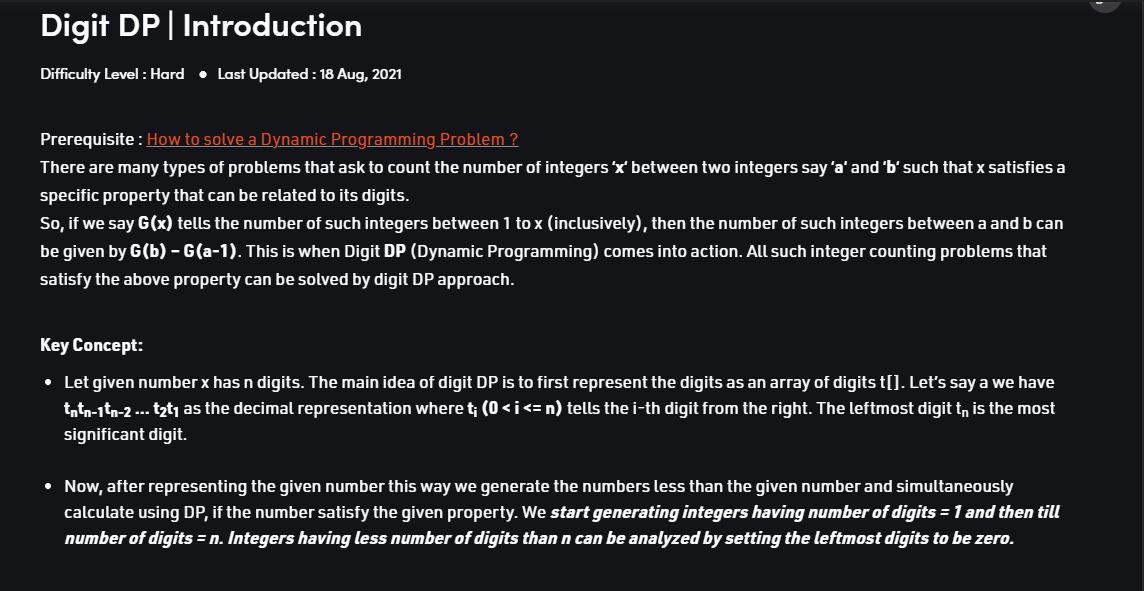 Digit DP | Introduction
Difficulty Level : Hard • Last Updated : 18 Aug, 2021
Prerequisite : How to solve a Dynamic Programming Problem ?
There are many types of problems that ask to count the number of integers ‘x‘ between two integers say ‘a‘ and ‘b‘ such that x satisfies a
specific property that can be related to its digits.
So, if we say G(x) tells the number of such integers between 1 to x (inclusively), then the number of such integers between a and b can
be given by G(b) – G(a-1). This is when Digit DP (Dynamic Programming) comes into action. All such integer counting problems that
satisfy the above property can be solved by digit DP approach.
Key Concept:
• Let given number x has n digits. The main idea of digit DP is to first represent the digits as an array of digits t[]. Let’s say a we have
tₙtₙ₋₁tₙ₋₂ ... t₂t₁ as the decimal representation where tᵢ (0 < i <= n) tells the i-th digit from the right. The leftmost digit tₙ is the most
significant digit.
• Now, after representing the given number this way we generate the numbers less than the given number and simultaneously
calculate using DP, if the number satisfy the given property. We start generating integers having number of digits = 1 and then till
number of digits = n. Integers having less number of digits than n can be analyzed by setting the leftmost digits to be zero.